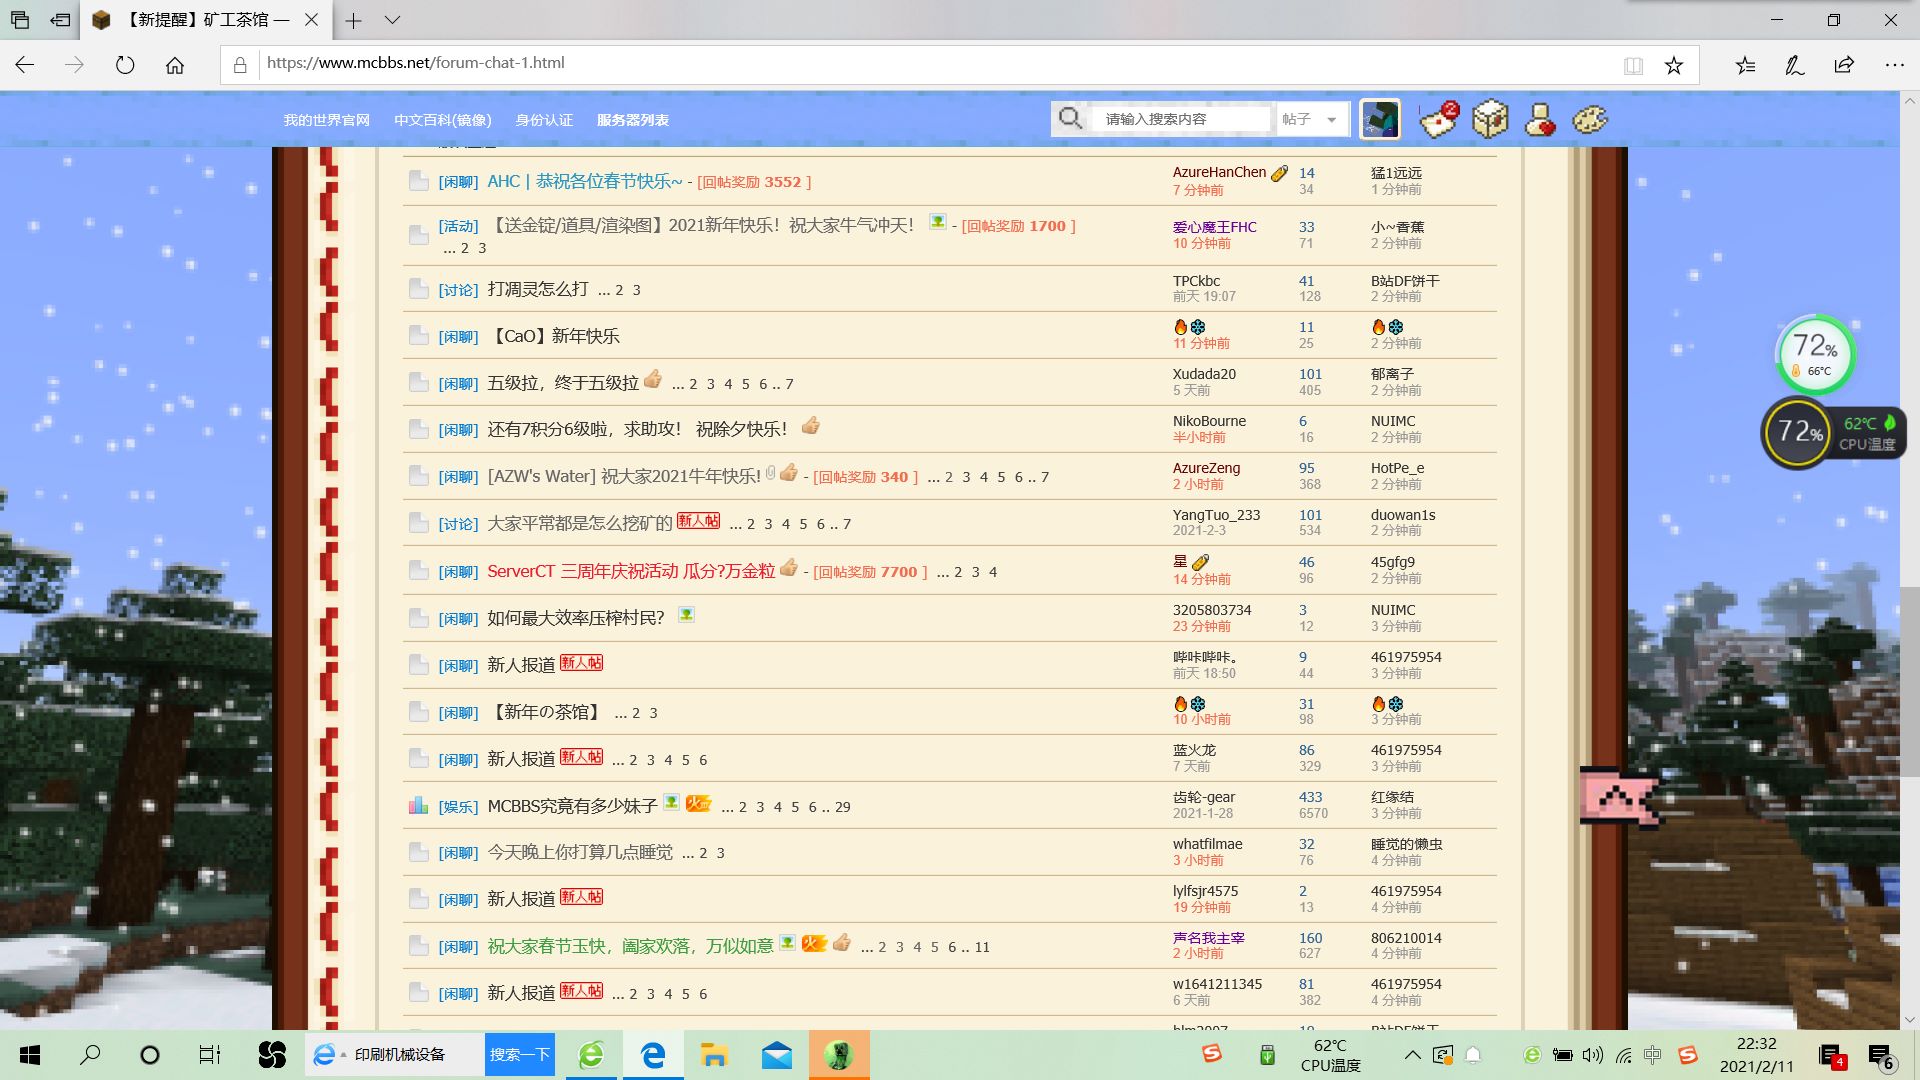 【新提醒】矿工茶馆 —
https://www.mcbbs.net/forum-chat-1.html
我的世界官网 中文百科(镜像) 身份认证 服务器列表
请输入搜索内容 帖子 2
[闲聊] AHC | 恭祝各位春节快乐~ - [回帖奖励 3552 ] AzureHanChen 14 猛1远远
7 分钟前 34 1 分钟前
[活动] 【送金锭/道具/渲染图】2021新年快乐！祝大家牛气冲天！ - [回帖奖励 1700 ] 爱心魔王FHC 33 小~香蕉
... 2 3 10 分钟前 71 2 分钟前
[讨论] 打凋灵怎么打 ... 2 3 TPCkbc 41 B站DF饼干
前天 19:07 128 2 分钟前
[闲聊] 【CaO】新年快乐 🔥❄ 11 🔥❄
11 分钟前 25 2 分钟前
[闲聊] 五级拉，终于五级拉 ... 2 3 4 5 6 .. 7 Xudada20 101 郁离子
5 天前 405 2 分钟前
[闲聊] 还有7积分6级啦，求助攻！ 祝除夕快乐！ NikoBourne 6 NUIMC
半小时前 16 2 分钟前
[闲聊] [AZW's Water] 祝大家2021牛年快乐! - [回帖奖励 340 ] ... 2 3 4 5 6 .. 7 AzureZeng 95 HotPe_e
2 小时前 368 2 分钟前
[讨论] 大家平常都是怎么挖矿的 新人帖 ... 2 3 4 5 6 .. 7 YangTuo_233 101 duowan1s
2021-2-3 534 2 分钟前
[闲聊] ServerCT 三周年庆祝活动 瓜分?万金粒 - [回帖奖励 7700 ] ... 2 3 4 星 46 45gfg9
14 分钟前 96 2 分钟前
[闲聊] 如何最大效率压榨村民？ 3205803734 3 NUIMC
23 分钟前 12 3 分钟前
[闲聊] 新人报道 新人帖 哔咔哔咔。 9 461975954
前天 18:50 44 3 分钟前
[闲聊] 【新年の茶馆】 ... 2 3 🔥❄ 31 🔥❄
10 小时前 98 3 分钟前
[闲聊] 新人报道 新人帖 ... 2 3 4 5 6 蓝火龙 86 461975954
7 天前 329 3 分钟前
[娱乐] MCBBS究竟有多少妹子 火 ... 2 3 4 5 6 .. 29 齿轮-gear 433 红缘结
2021-1-28 6570 3 分钟前
[闲聊] 今天晚上你打算几点睡觉 ... 2 3 whatfilmae 32 睡觉的懒虫
3 小时前 76 4 分钟前
[闲聊] 新人报道 新人帖 lylfsjr4575 2 461975954
19 分钟前 13 4 分钟前
[闲聊] 祝大家春节玉快，阖家欢落，万似如意 火 ... 2 3 4 5 6 .. 11 声名我主宰 160 806210014
2 小时前 627 4 分钟前
[闲聊] 新人报道 新人帖 ... 2 3 4 5 6 w1641211345 81 461975954
6 天前 382 4 分钟前
72%
66°C
72% 62℃
CPU温度
印刷机械设备 搜索一下
62℃
CPU温度
中
22:32
2021/2/11
4
6